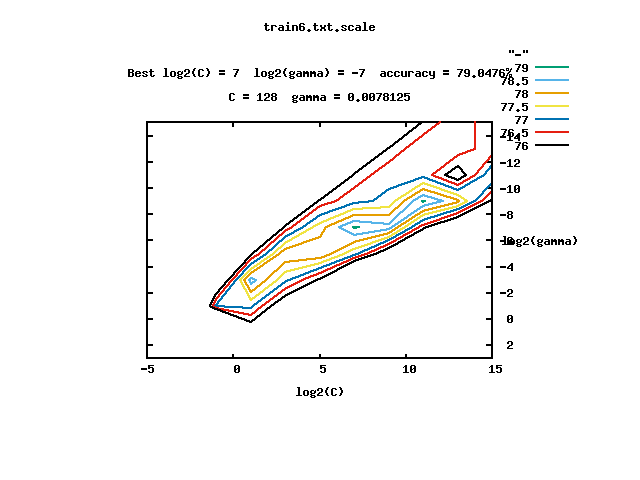 train6.txt.scale
"-"
Best log2(C) = 7  log2(gamma) = -7  accuracy = 79.0476%
C = 128  gamma = 0.0078125
79
78.5
78
77.5
77
76.5
76
-14
-12
-10
-8
-6
log2(gamma)
-4
-2
0
2
-5 0 5 10 15
log2(C)